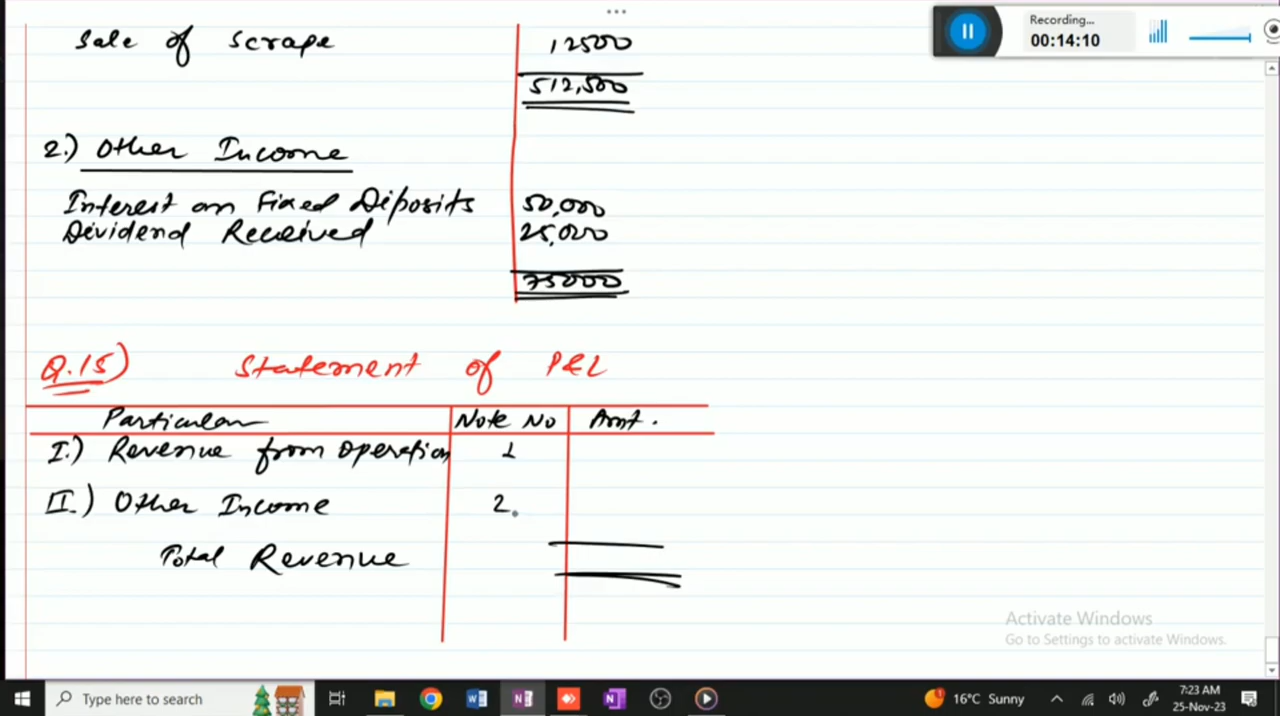 Recording...
00:14:10
Sale of Scrape 12500
512,500
2.) Other Income
Interest on Fixed Deposits 50,000
Dividend Received 25,000
75000
Q.15) Statement of P&L
Particular Note No Amt.
I.) Revenue from Operation 1
II.) Other Income 2.
Total Revenue
Activate Windows
Go to Settings to activate Windows.
Type here to search
16°C Sunny
7:23 AM
25-Nov-23